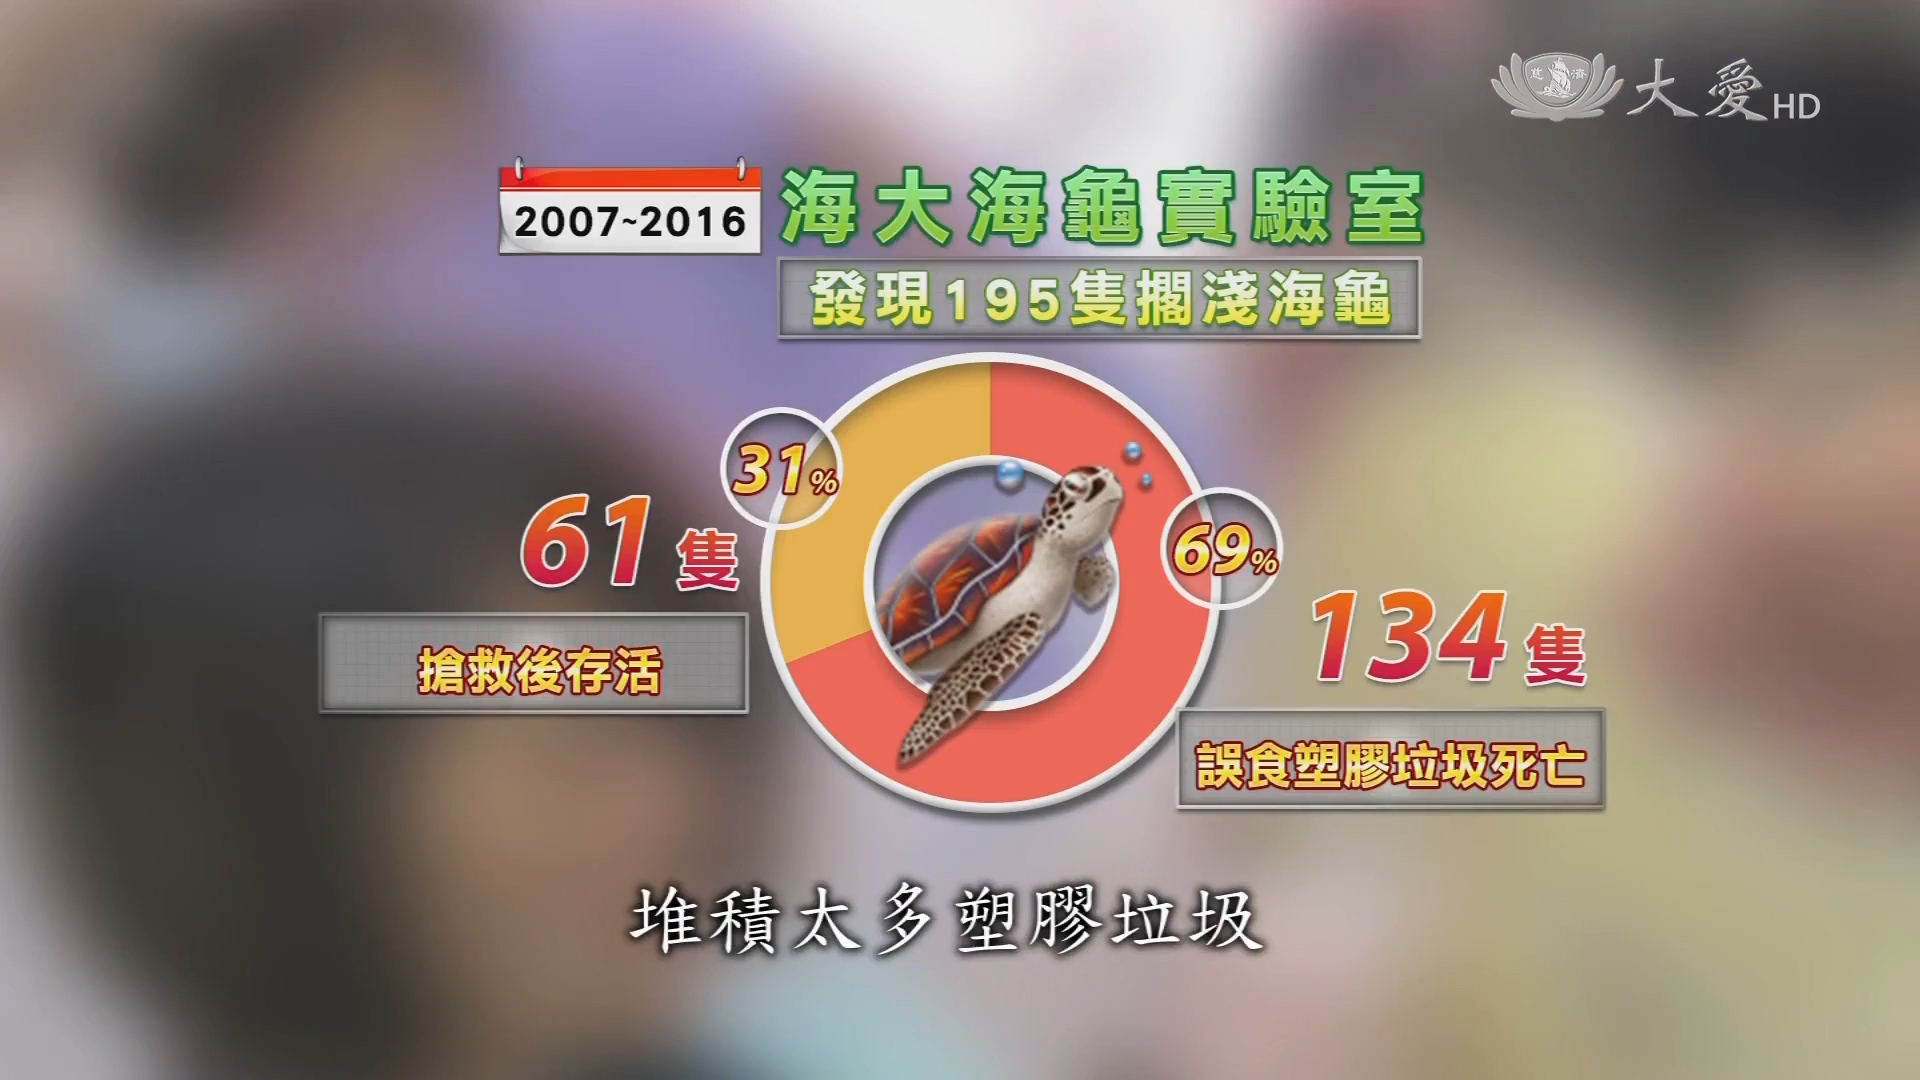 慈濟
大愛HD
2007~2016
海大海龜實驗室
發現195隻擱淺海龜
31%
61隻
搶救後存活
69%
134隻
誤食塑膠垃圾死亡
堆積太多塑膠垃圾